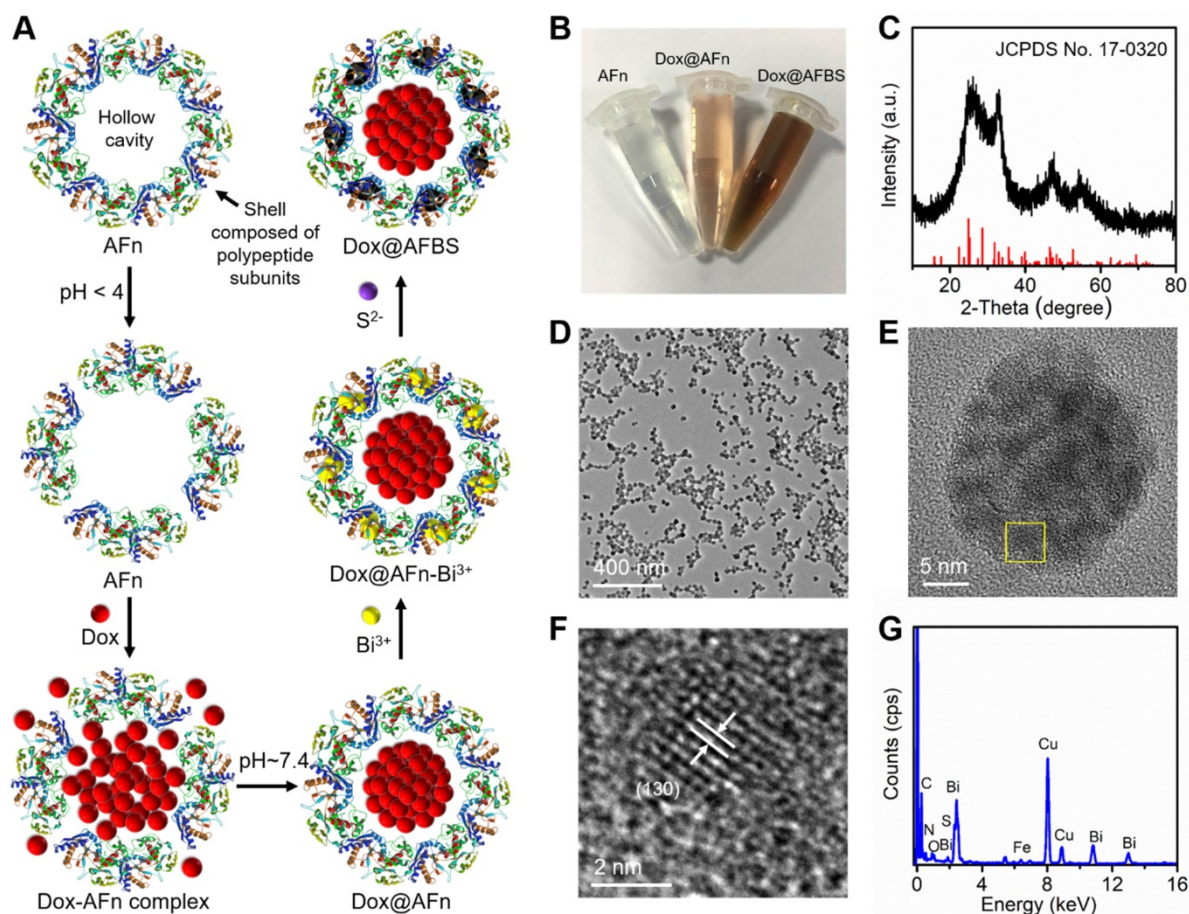 A
Hollow
cavity
AFn
Shell
composed of
polypeptide
subunits
pH < 4
AFn
Dox
Dox-AFn complex
pH~7.4
Dox@AFn
Bi³⁺
Dox@AFn-Bi³⁺
S²⁻
Dox@AFBS
B
AFn
Dox@AFn
Dox@AFBS
C
JCPDS No. 17-0320
Intensity (a.u.)
20
40
60
80
2-Theta (degree)
D
400 nm
E
5 nm
F
(130)
2 nm
G
Counts (cps)
C
N
O
Bi
S
Bi
Fe
Cu
Cu
Bi
Bi
0
4
8
12
16
Energy (keV)